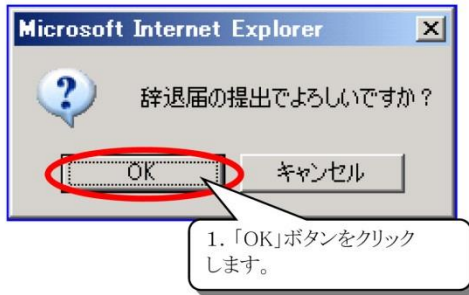 Microsoft Internet Explorer
辞退届の提出でよろしいですか？
OK
キャンセル
1．「OK」ボタンをクリック
します。